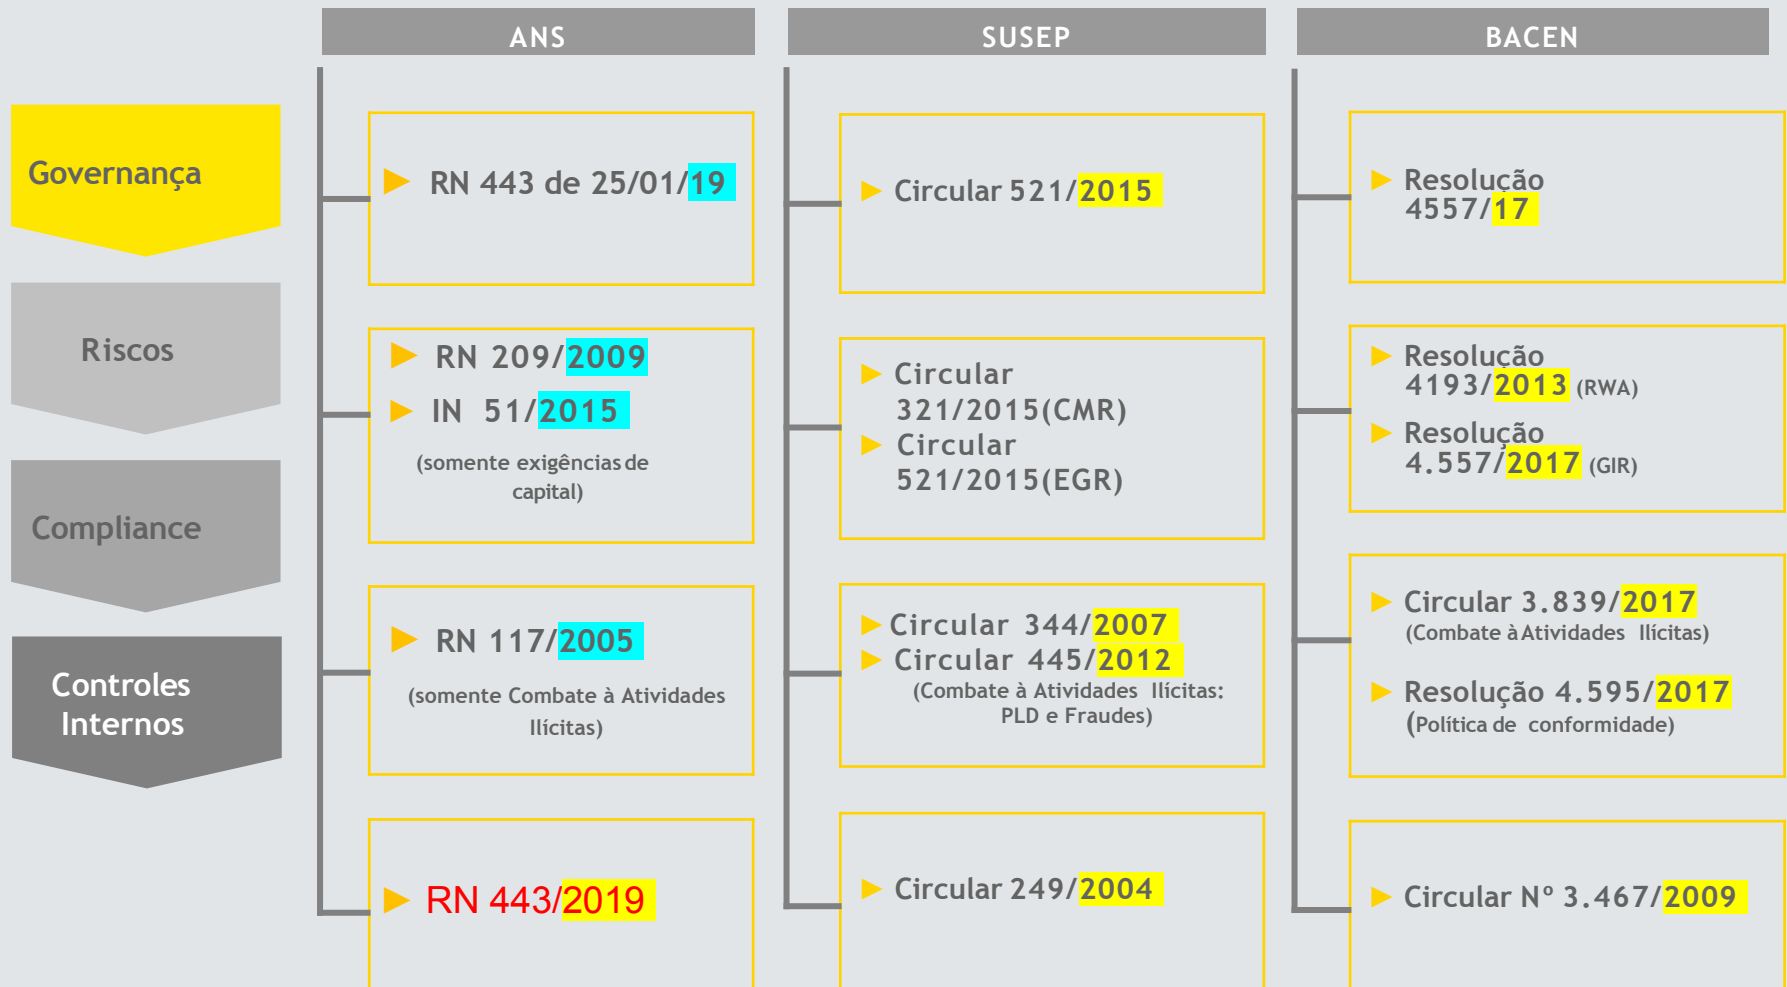 ANS
SUSEP
BACEN
Governança
Riscos
Compliance
Controles
Internos
► RN 443 de 25/01/19
► RN 209/2009
► IN 51/2015
(somente exigências de
capital)
► RN 117/2005
(somente Combate à Atividades
Ilícitas)
► RN 443/2019
► Circular 521/2015
► Circular
321/2015(CMR)
► Circular
521/2015(EGR)
► Circular 344/2007
► Circular 445/2012
(Combate à Atividades Ilícitas:
PLD e Fraudes)
► Circular 249/2004
► Resolução
4557/17
► Resolução
4193/2013 (RWA)
► Resolução
4.557/2017 (GIR)
► Circular 3.839/2017
(Combate à Atividades Ilícitas)
► Resolução 4.595/2017
(Política de conformidade)
► Circular Nº 3.467/2009